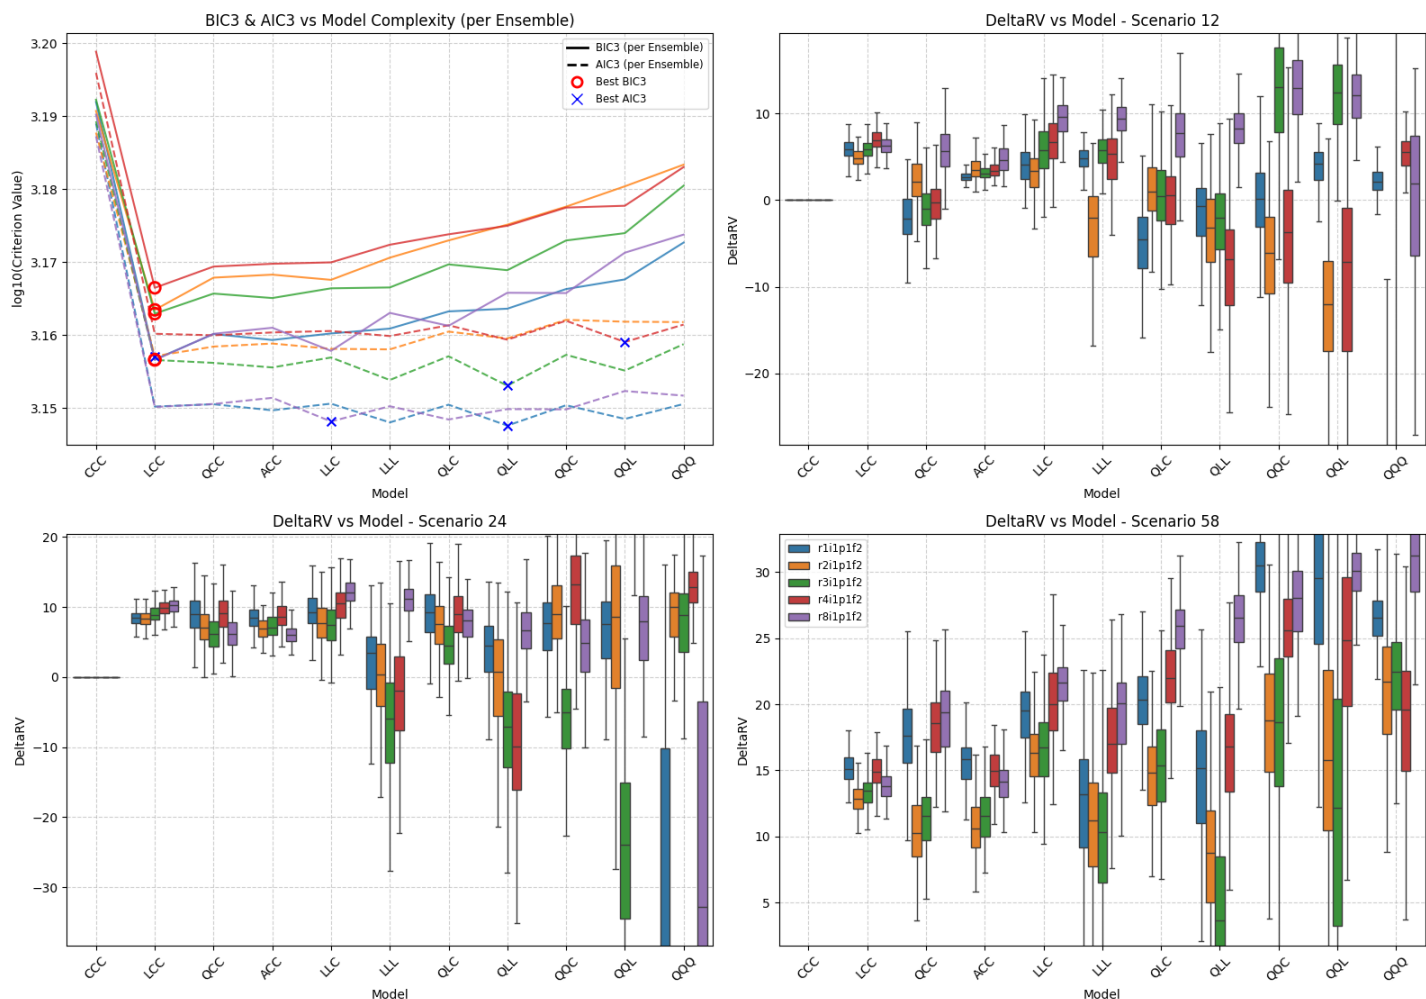 BIC3 & AIC3 vs Model Complexity (per Ensemble)
log10(Criterion Value)
3.20
3.19
3.18
3.17
3.16
3.15
BIC3 (per Ensemble)
AIC3 (per Ensemble)
Best BIC3
Best AIC3
CCC LCC QCC ACC LLC LLL QLC QLL QQC QQL QQQ
Model
DeltaRV vs Model - Scenario 12
DeltaRV
10
0
−10
−20
CCC LCC QCC ACC LLC LLL QLC QLL QQC QQL QQQ
Model
DeltaRV vs Model - Scenario 24
DeltaRV
20
10
0
−10
−20
−30
CCC LCC QCC ACC LLC LLL QLC QLL QQC QQL QQQ
Model
DeltaRV vs Model - Scenario 58
DeltaRV
30
25
20
15
10
5
r1i1p1f2
r2i1p1f2
r3i1p1f2
r4i1p1f2
r8i1p1f2
CCC LCC QCC ACC LLC LLL QLC QLL QQC QQL QQQ
Model